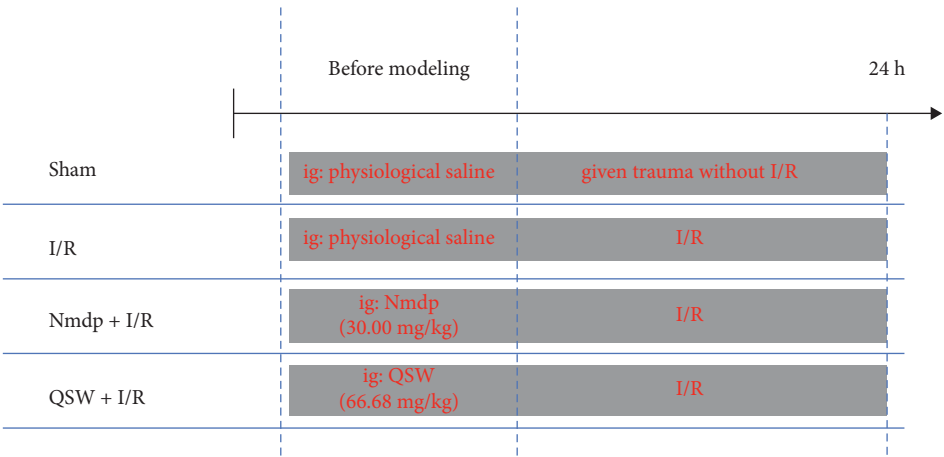 Before modeling
24 h
Sham
ig: physiological saline
given trauma without I/R
I/R
ig: physiological saline
I/R
Nmdp + I/R
ig: Nmdp
(30.00 mg/kg)
I/R
QSW + I/R
ig: QSW
(66.68 mg/kg)
I/R